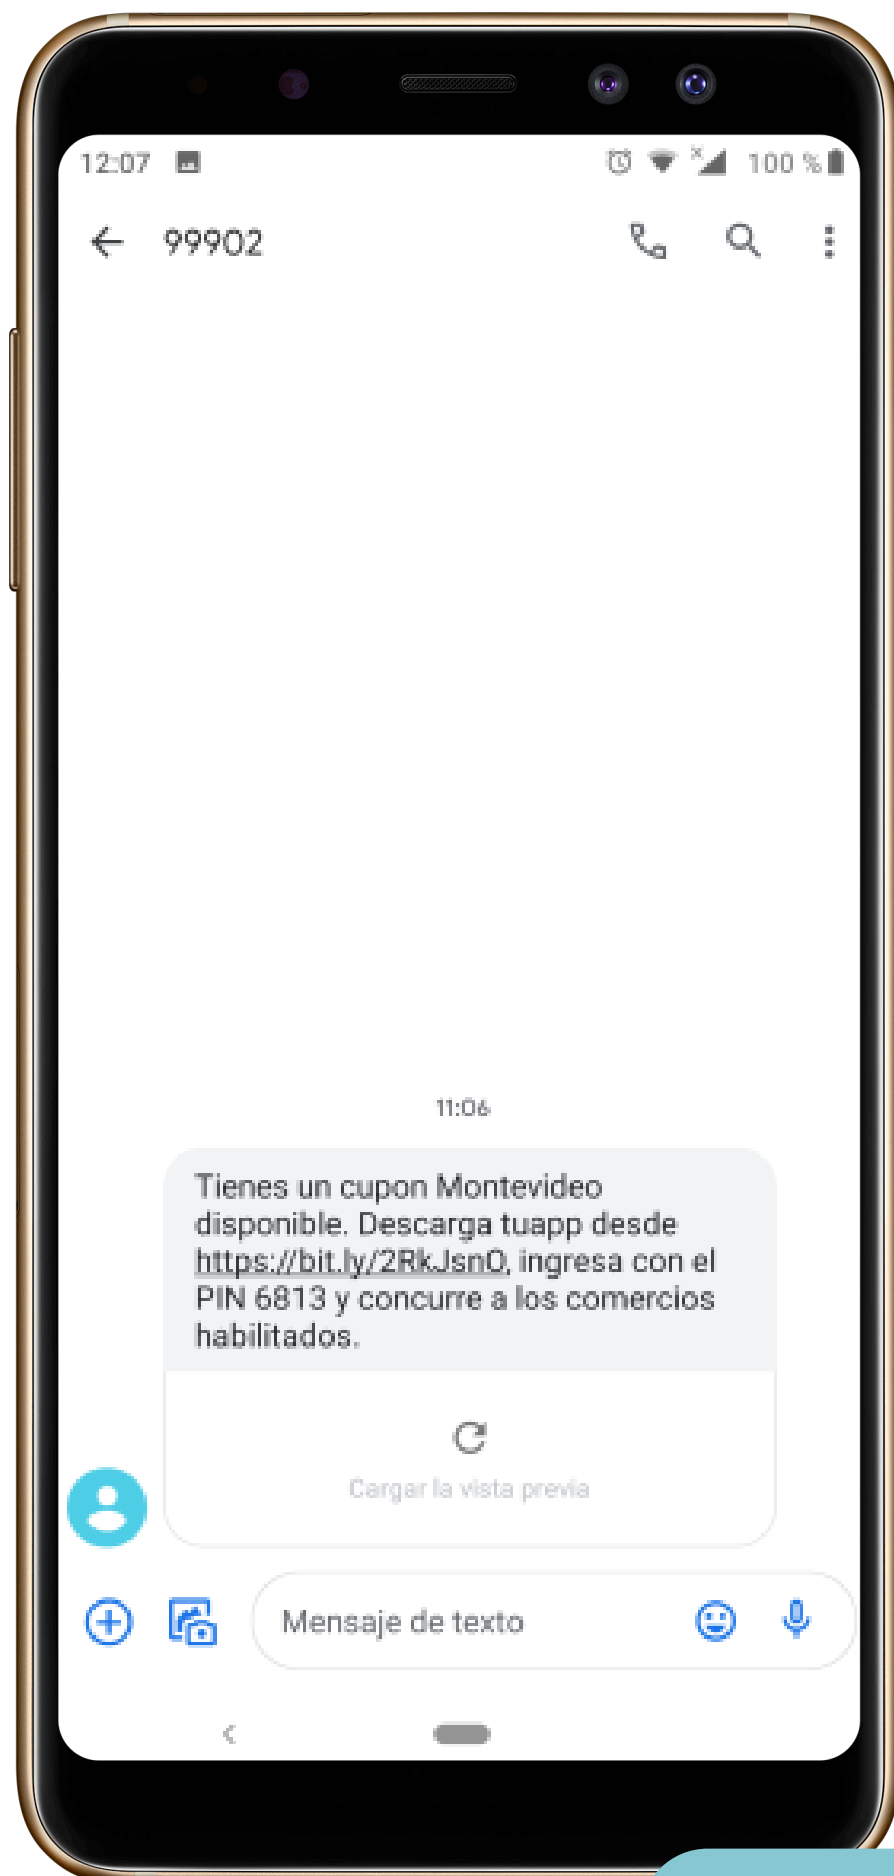 12:07
100 %
99902
11:06
Tienes un cupon Montevideo
disponible. Descarga tuapp desde
https://bit.ly/2RkJsnO, ingresa con el
PIN 6813 y concurre a los comercios
habilitados.
Cargar la vista previa
Mensaje de texto